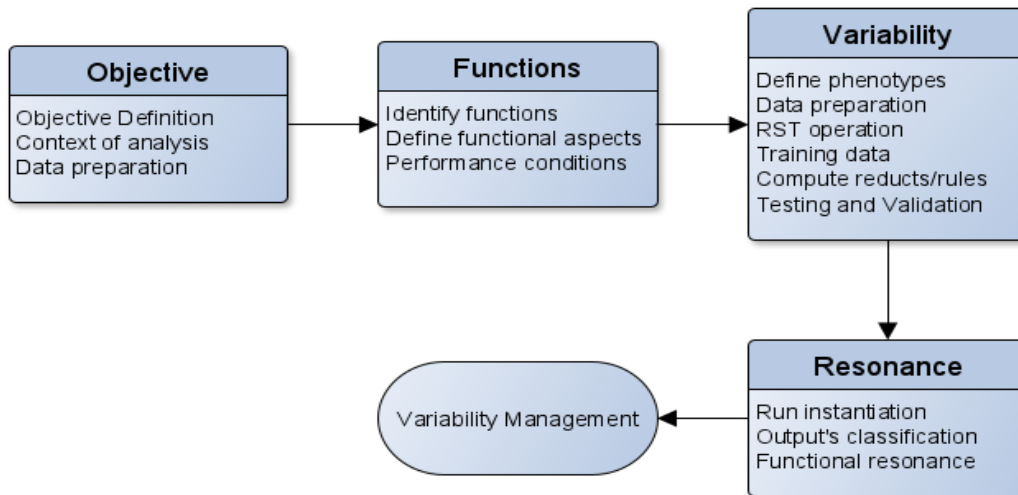 Objective
Objective Definition
Context of analysis
Data preparation
Functions
Identify functions
Define functional aspects
Performance conditions
Variability
Define phenotypes
Data preparation
RST operation
Training data
Compute reducts/rules
Testing and Validation
Resonance
Run instantiation
Output's classification
Functional resonance
Variability Management